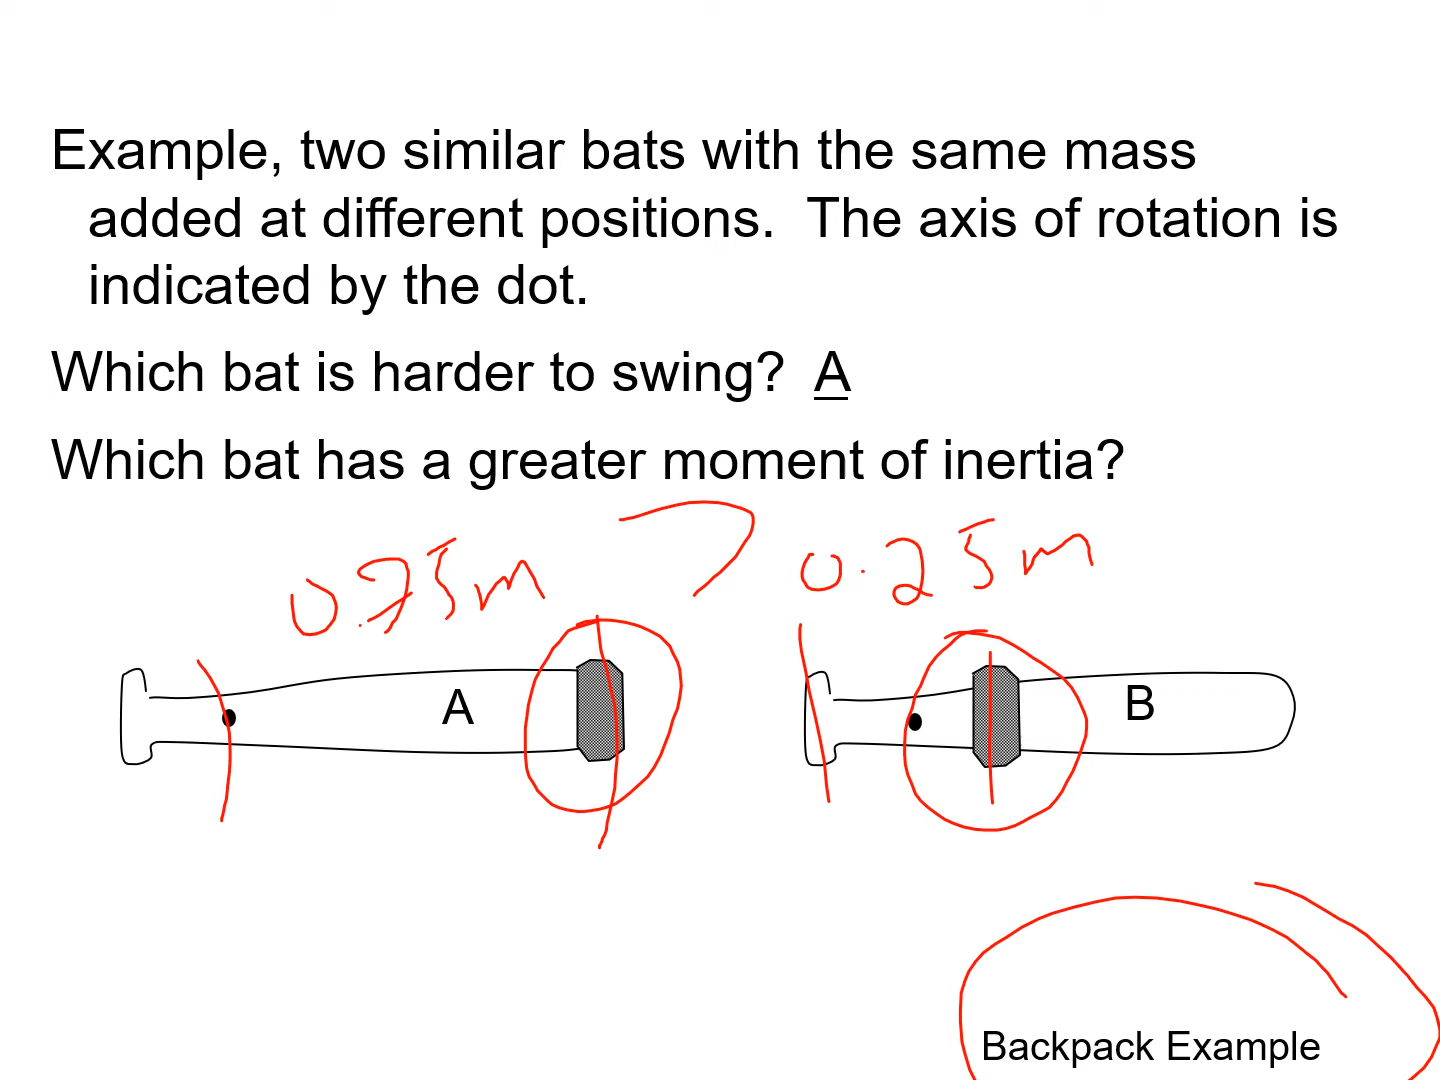 Example, two similar bats with the same mass
added at different positions. The axis of rotation is
indicated by the dot.
Which bat is harder to swing? A
Which bat has a greater moment of inertia?
0.75m 0.25m
A B
Backpack Example